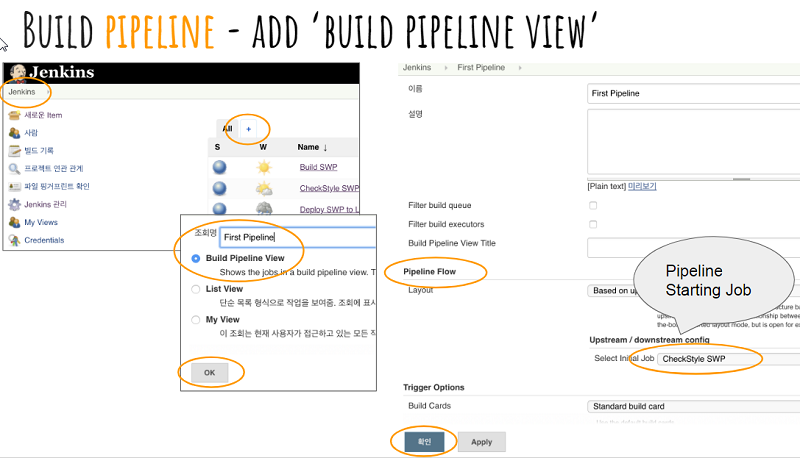 Build pipeline - add ‘build pipeline view’
Jenkins
Jenkins
새로운 Item
사람
빌드 기록
프로젝트 연관 관계
파일 핑거프린트 확인
Jenkins 관리
My Views
Credentials
All +
S W Name ↓
Build SWP
CheckStyle SWP
Deploy SWP to
조회명 First Pipeline
Build Pipeline View
Shows the jobs in a build pipeline view. T
List View
단순 목록 형식으로 작업을 보여줌. 조회에 표시
My View
이 조회는 현재 사용자가 접근하고 있는 모든 작
OK
Jenkins First Pipeline
이름 First Pipeline
설명
[Plain text] 미리보기
Filter build queue
Filter build executors
Build Pipeline View Title
Pipeline Flow
Layout Based on
Pipeline
Starting Job
Upstream / downstream config
Select Initial Job CheckStyle SWP
Trigger Options
Build Cards Standard build card
확인 Apply